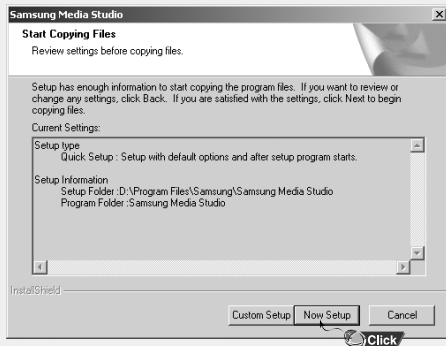 Samsung Media Studio
Start Copying Files
Review settings before copying files.
Setup has enough information to start copying the program files. If you want to review or
change any settings, click Back. If you are satisfied with the settings, click Next to begin
copying files.
Current Settings:
Setup type
Quick Setup : Setup with default options and after setup program starts.
Setup Information
Setup Folder :D:\Program Files\Samsung\Samsung Media Studio
Program Folder :Samsung Media Studio
InstallShield
Custom Setup Now Setup Cancel
Click